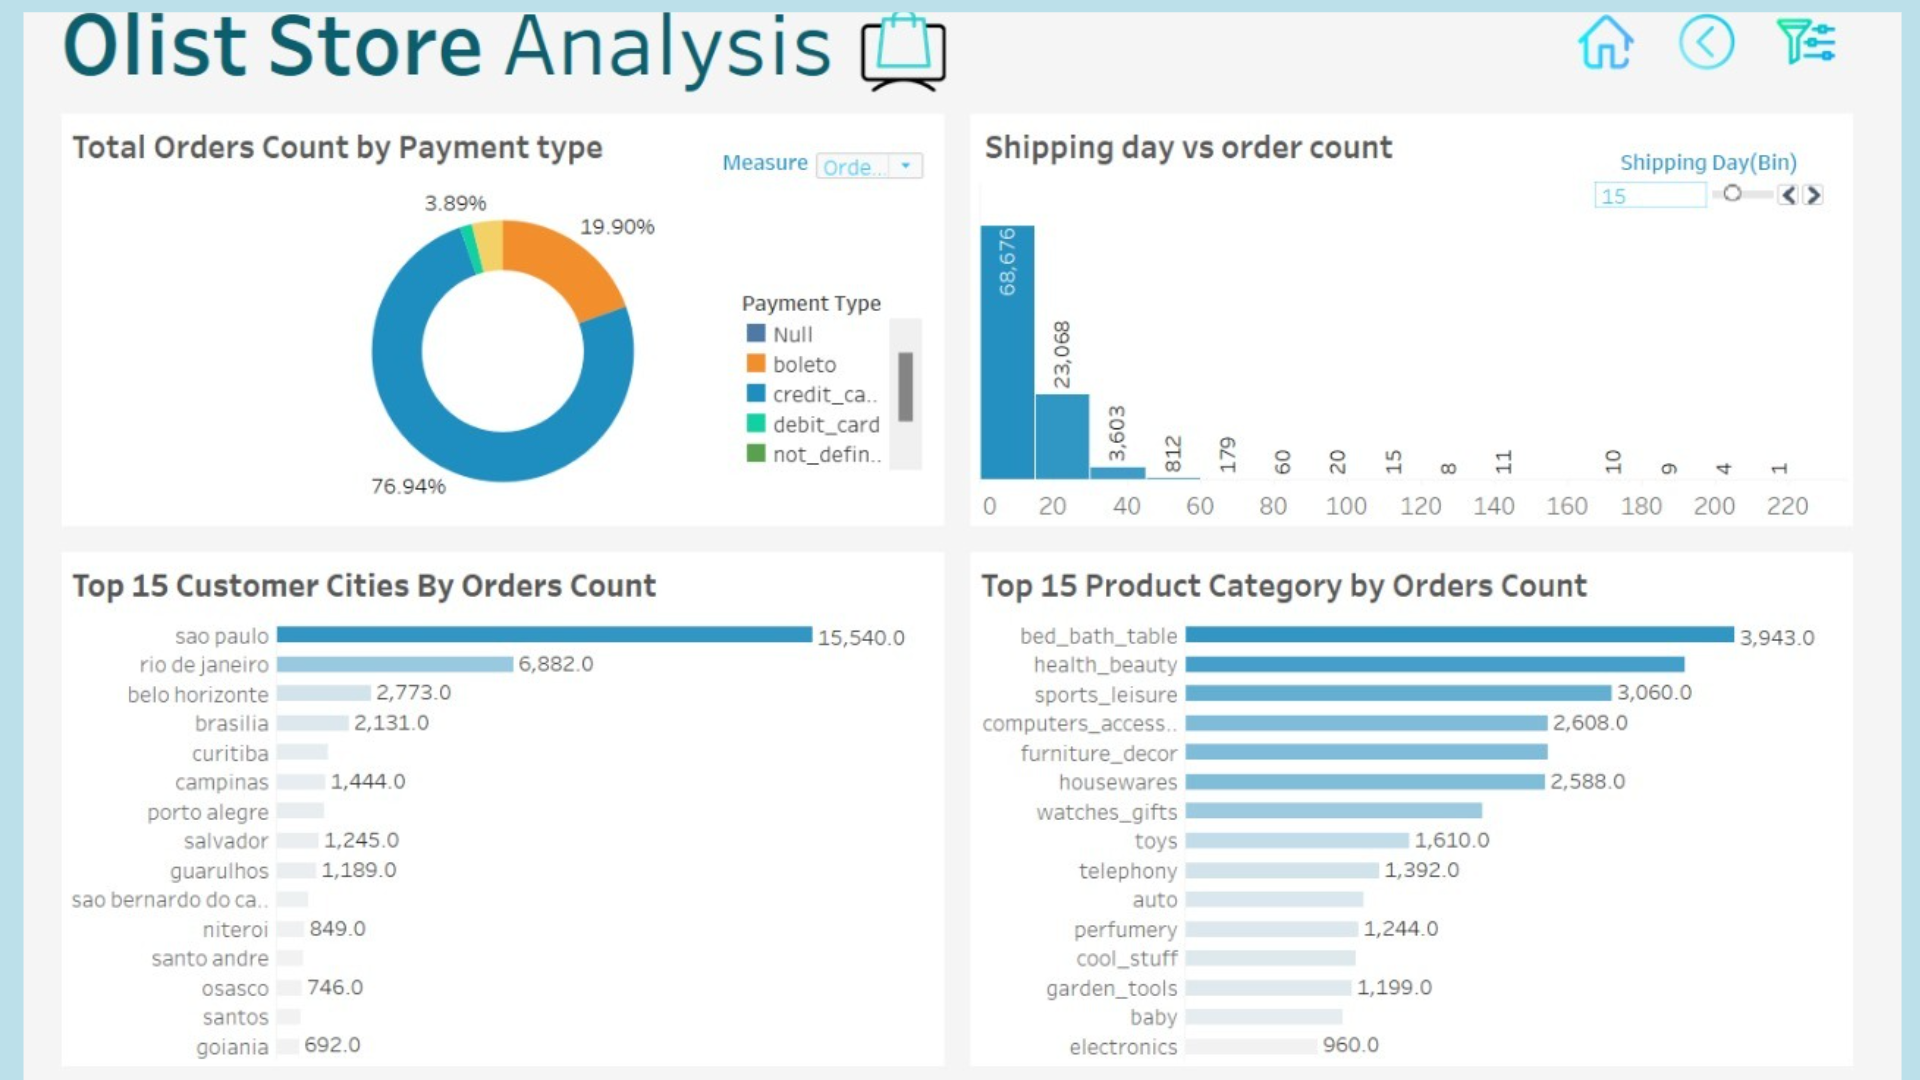 Olist Store Analysis
Total Orders Count by Payment type
Measure
Orde...
3.89%
19.90%
76.94%
Payment Type
Null
boleto
credit_ca..
debit_card
not_defin..
Shipping day vs order count
Shipping Day(Bin)
15
68,676
23,068
3,603
812
179
60
20
15
8
11
10
9
4
1
0 20 40 60 80 100 120 140 160 180 200 220
Top 15 Customer Cities By Orders Count
sao paulo 15,540.0
rio de janeiro 6,882.0
belo horizonte 2,773.0
brasilia 2,131.0
curitiba
campinas 1,444.0
porto alegre
salvador 1,245.0
guarulhos 1,189.0
sao bernardo do ca..
niteroi 849.0
santo andre
osasco 746.0
santos
goiania 692.0
Top 15 Product Category by Orders Count
bed_bath_table 3,943.0
health_beauty
sports_leisure 3,060.0
computers_access.. 2,608.0
furniture_decor
housewares 2,588.0
watches_gifts
toys 1,610.0
telephony 1,392.0
auto
perfumery 1,244.0
cool_stuff
garden_tools 1,199.0
baby
electronics 960.0